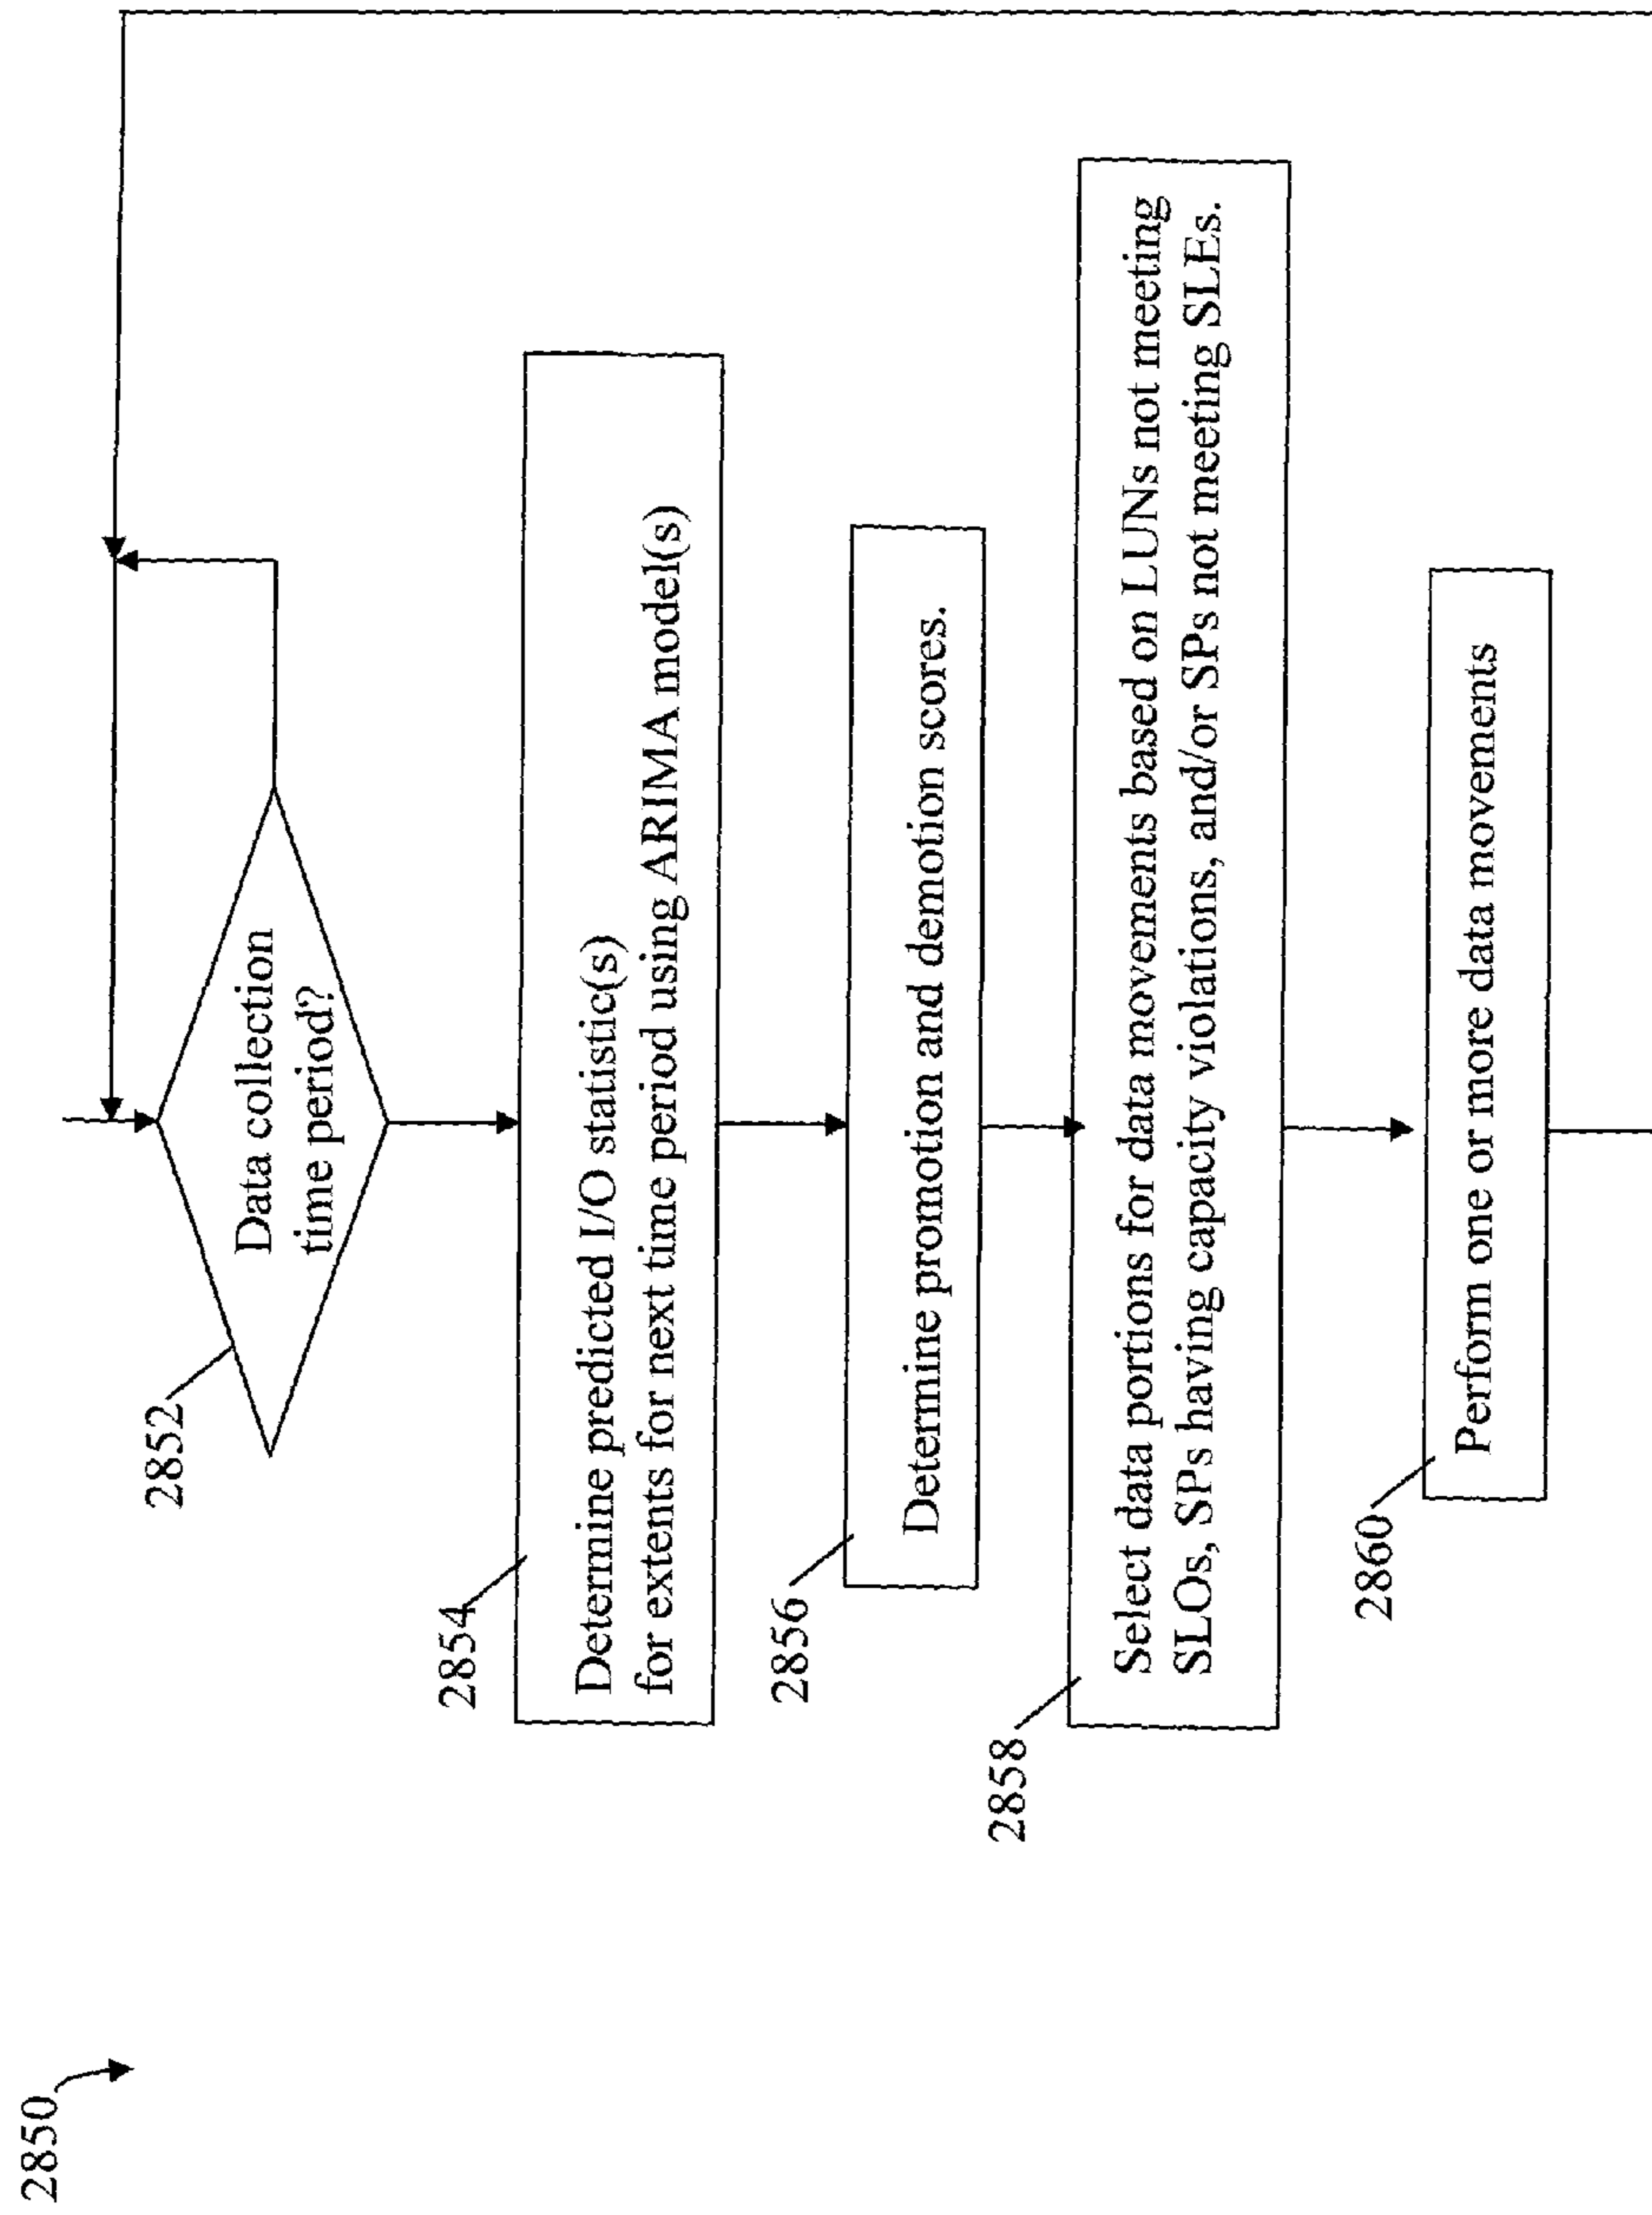 2850
2852
Data collection
time period?
2854
Determine predicted I/O statistic(s)
for extents for next time period using ARIMA model(s)
2856
Determine promotion and demotion scores.
2858
Select data portions for data movements based on LUNs not meeting
SLOs, SPs having capacity violations, and/or SPs not meeting SLEs.
2860
Perform one or more data movements